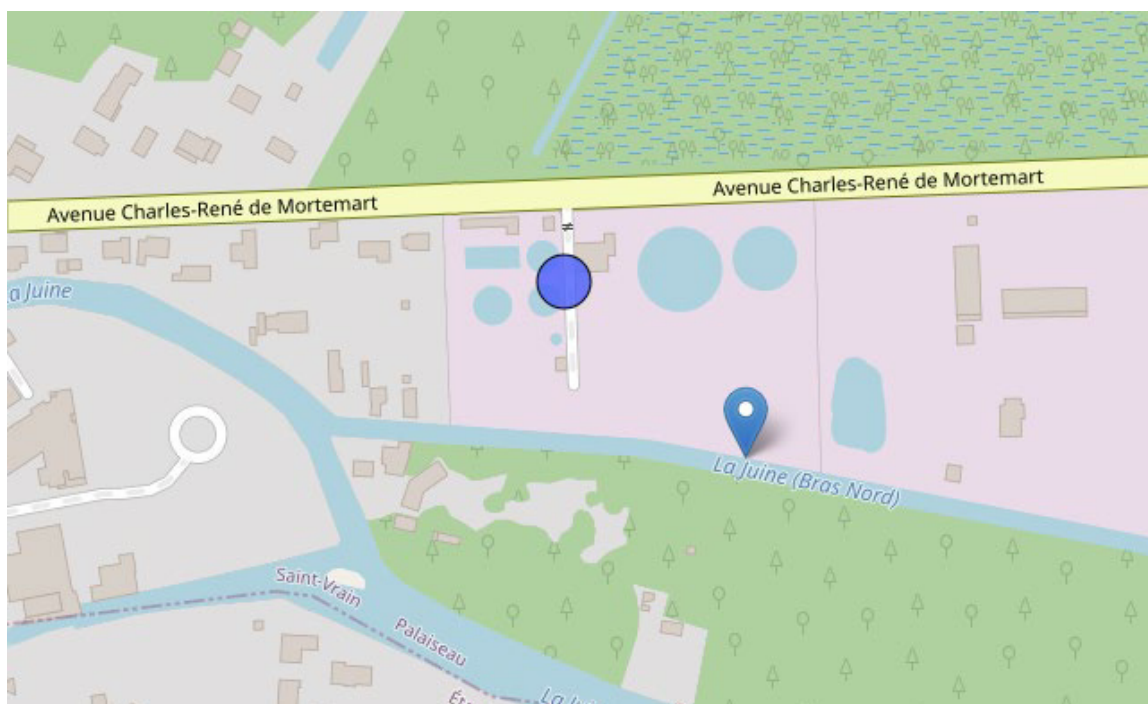 Avenue Charles-René de Mortemart
Avenue Charles-René de Mortemart
a Juine
La Juine (Bras Nord)
Saint-Vrain
Palaiseau
Ét
La Ju